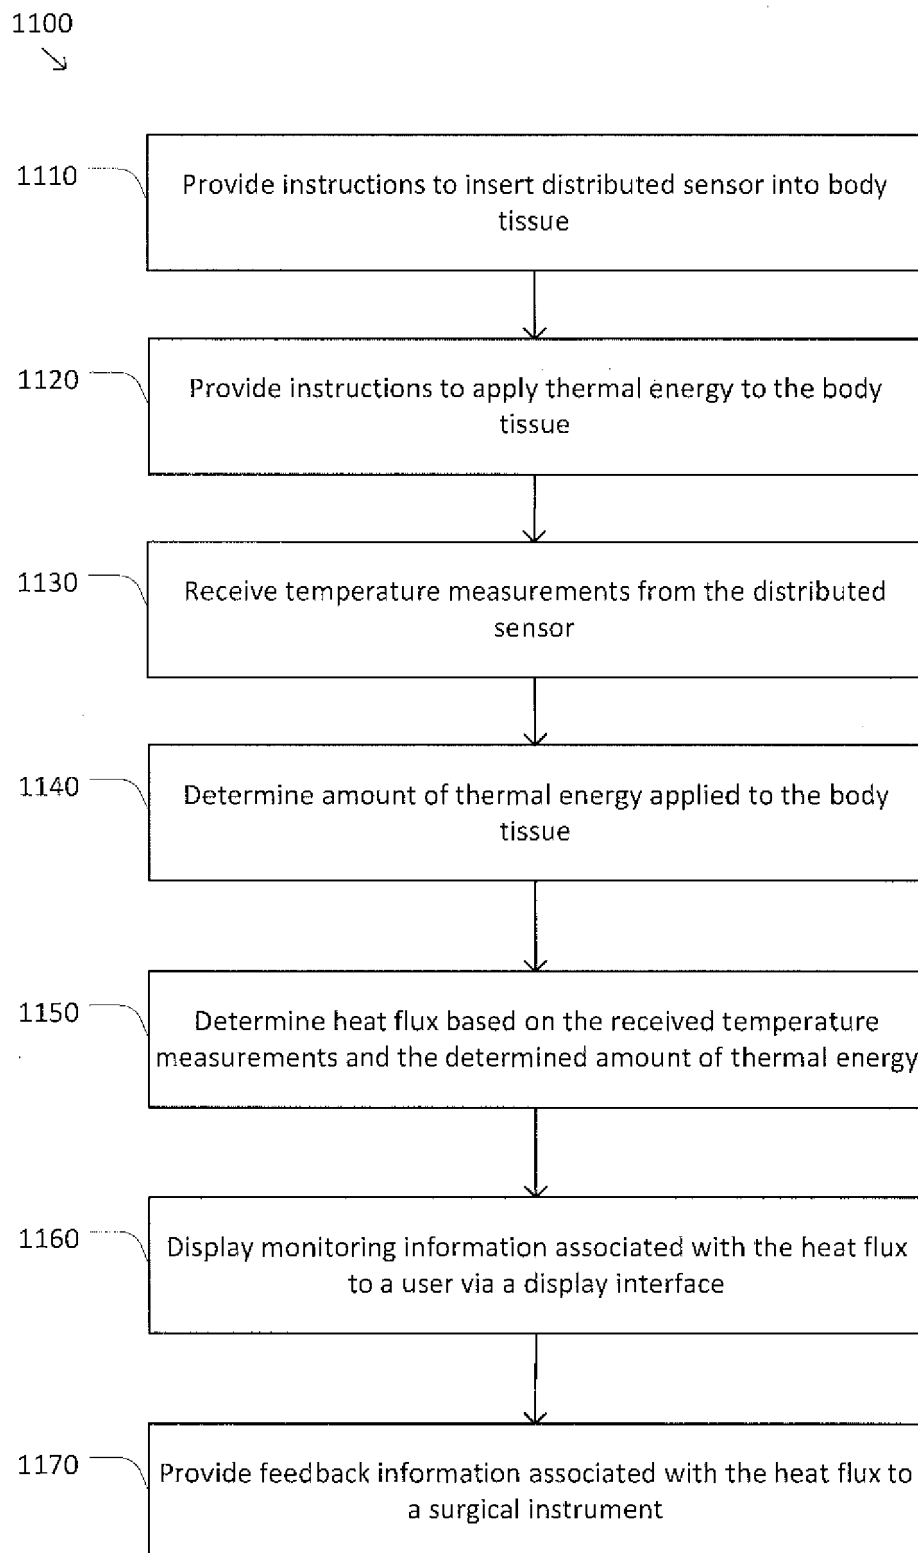 1100
1110
Provide instructions to insert distributed sensor into body
tissue
1120
Provide instructions to apply thermal energy to the body
tissue
1130
Receive temperature measurements from the distributed
sensor
1140
Determine amount of thermal energy applied to the body
tissue
1150
Determine heat flux based on the received temperature
measurements and the determined amount of thermal energy
1160
Display monitoring information associated with the heat flux
to a user via a display interface
1170
Provide feedback information associated with the heat flux to
a surgical instrument